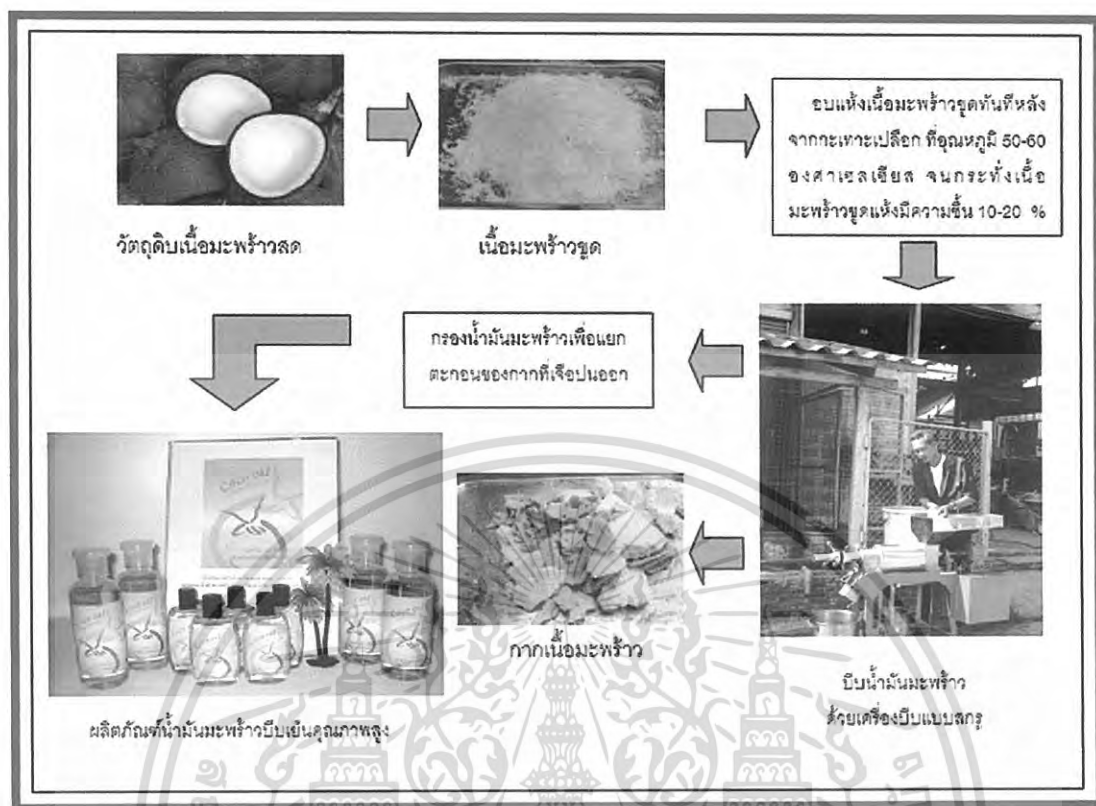 วัตถุดิบเนื้อมะพร้าวสด
เนื้อมะพร้าวขูด
อบแห้งเนื้อมะพร้าวขูดทันทีหลัง
จากกะเทาะเปลือก ที่อุณหภูมิ 50-60
องศาเซลเซียส จนกระทั่งเนื้อ
มะพร้าวขูดแห้งมีความชื้น 10-20 %
บีบน้ำมันมะพร้าว
ด้วยเครื่องบีบแบบสกรู
กรองน้ำมันมะพร้าวเพื่อแยก
ตะกอนของกากที่เจือปนออก
กากเนื้อมะพร้าว
ผลิตภัณฑ์น้ำมันมะพร้าวบีบเย็นคุณภาพสูง